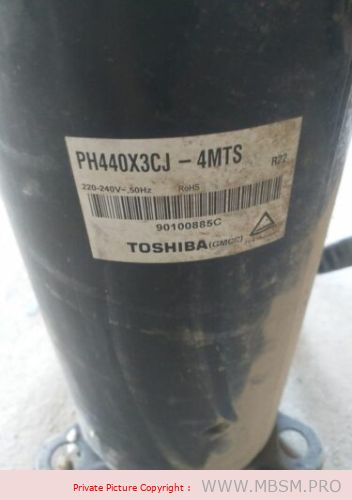 PH440X3CJ - 4MTS R22
220-240V~,50Hz RoHS
90100885C
TOSHIBA (GMCC)
Private Picture Copyright : WWW.MBSM.PRO